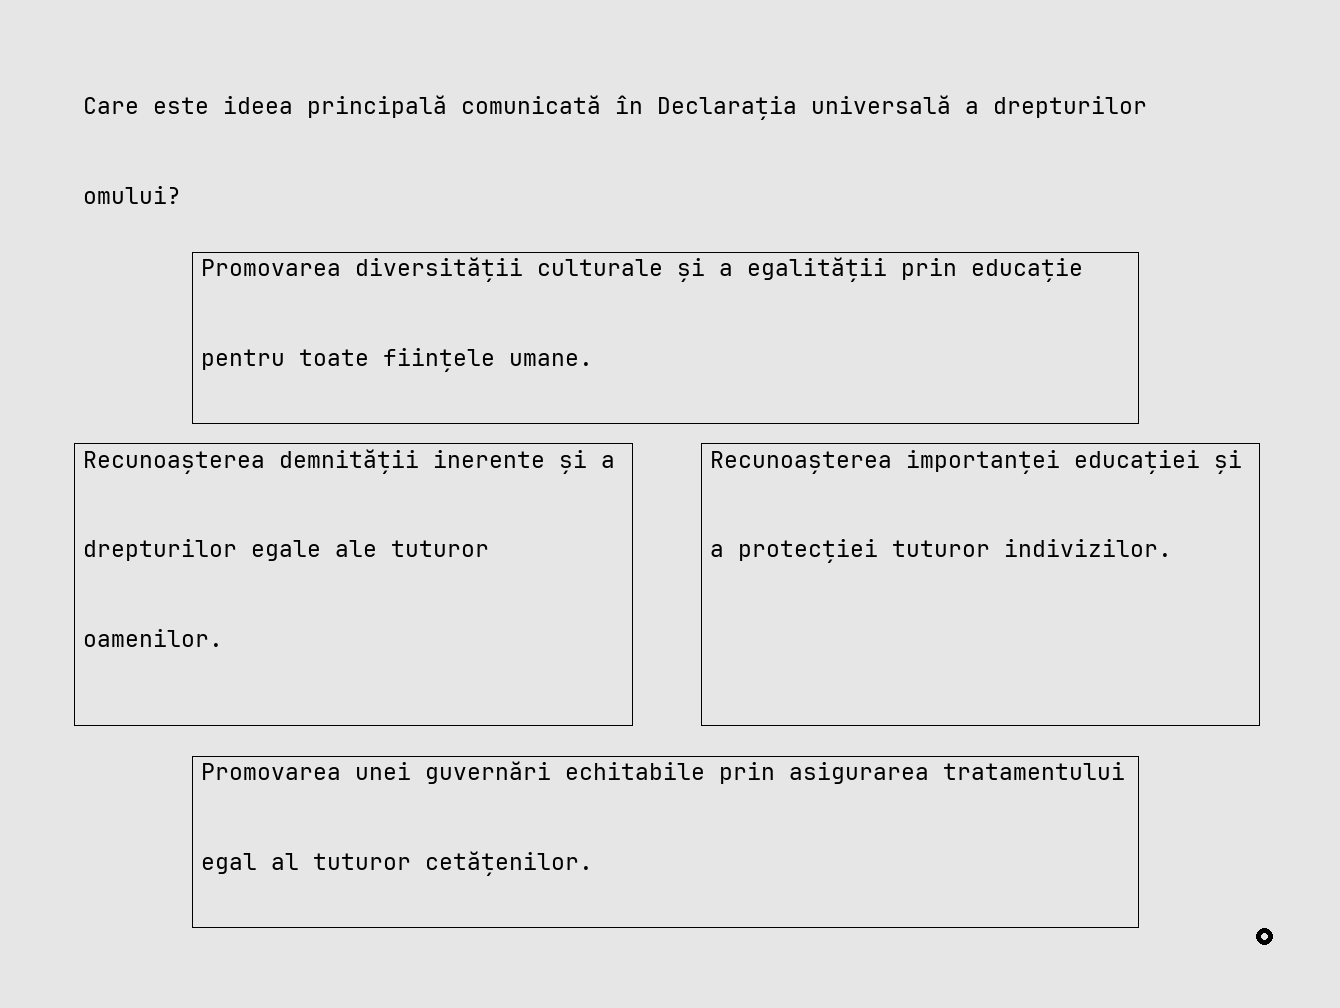 Care este ideea principală comunicată în Declarația universală a drepturilor
omului?
Promovarea diversității culturale și a egalității prin educație
pentru toate ființele umane.
Recunoașterea demnității inerente și a
drepturilor egale ale tuturor
oamenilor.
Recunoașterea importanței educației și
a protecției tuturor indivizilor.
Promovarea unei guvernări echitabile prin asigurarea tratamentului
egal al tuturor cetățenilor.